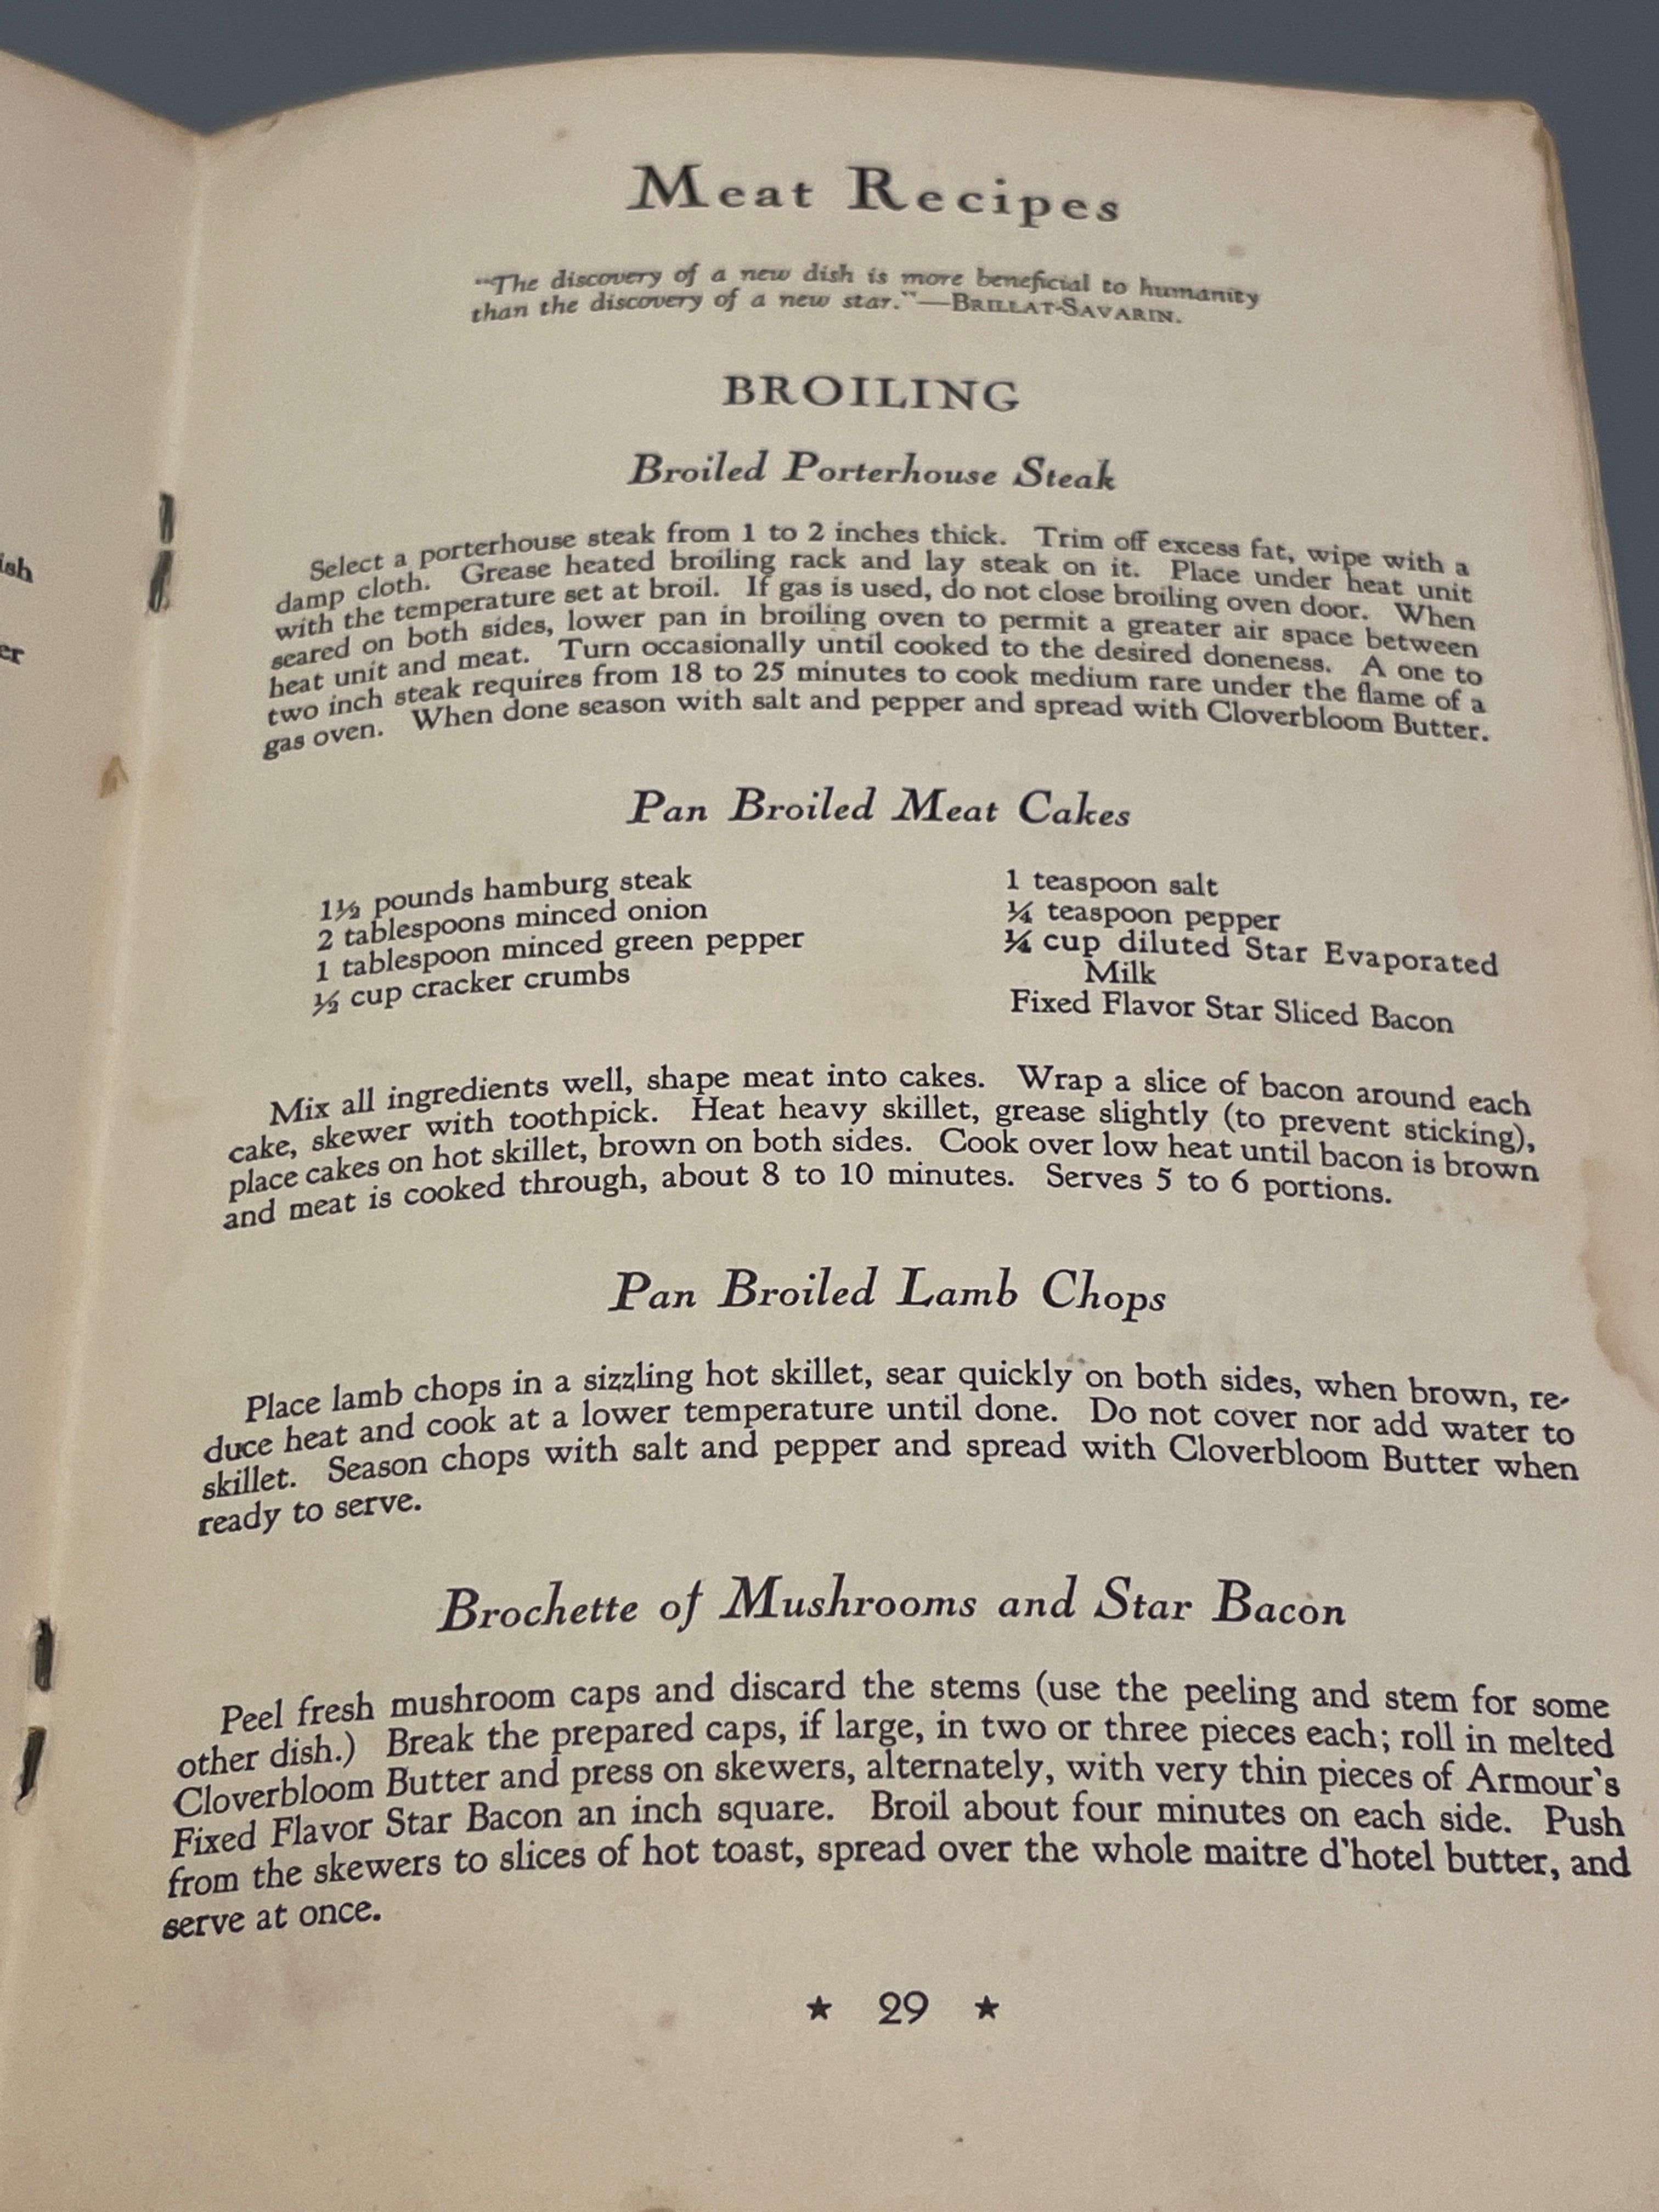 ish
er
Meat Recipes
"The discovery of a new dish is more beneficial to humanity
than the discovery of a new star."—BRILLAT-SAVARIN.
BROILING
Broiled Porterhouse Steak
Select a porterhouse steak from 1 to 2 inches thick. Trim off excess fat, wipe with a
damp cloth. Grease heated broiling rack and lay steak on it. Place under heat unit
with the temperature set at broil. If gas is used, do not close broiling oven door. When
seared on both sides, lower pan in broiling oven to permit a greater air space between
heat unit and meat. Turn occasionally until cooked to the desired doneness. A one to
two inch steak requires from 18 to 25 minutes to cook medium rare under the flame of a
gas oven. When done season with salt and pepper and spread with Cloverbloom Butter.
Pan Broiled Meat Cakes
1½ pounds hamburg steak
2 tablespoons minced onion
1 tablespoon minced green pepper
½ cup cracker crumbs
1 teaspoon salt
¼ teaspoon pepper
¼ cup diluted Star Evaporated
Milk
Fixed Flavor Star Sliced Bacon
Mix all ingredients well, shape meat into cakes. Wrap a slice of bacon around each
cake, skewer with toothpick. Heat heavy skillet, grease slightly (to prevent sticking),
place cakes on hot skillet, brown on both sides. Cook over low heat until bacon is brown
and meat is cooked through, about 8 to 10 minutes. Serves 5 to 6 portions.
Pan Broiled Lamb Chops
Place lamb chops in a sizzling hot skillet, sear quickly on both sides, when brown, re-
duce heat and cook at a lower temperature until done. Do not cover nor add water to
skillet. Season chops with salt and pepper and spread with Cloverbloom Butter when
ready to serve.
Brochette of Mushrooms and Star Bacon
Peel fresh mushroom caps and discard the stems (use the peeling and stem for some
other dish.) Break the prepared caps, if large, in two or three pieces each; roll in melted
Cloverbloom Butter and press on skewers, alternately, with very thin pieces of Armour's
Fixed Flavor Star Bacon an inch square. Broil about four minutes on each side. Push
from the skewers to slices of hot toast, spread over the whole maitre d'hotel butter, and
serve at once.
★ 29 ★